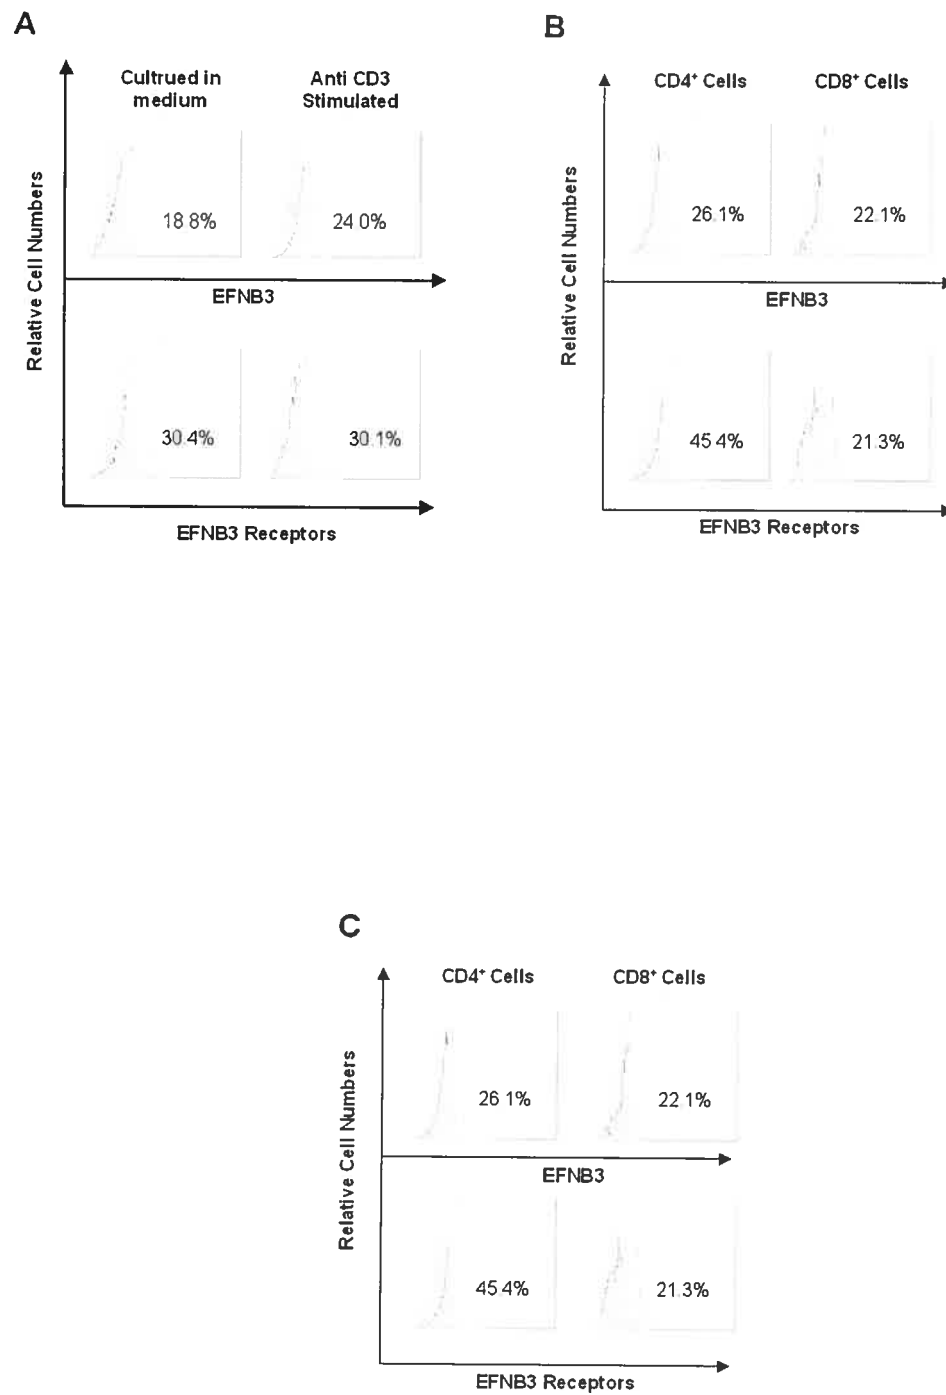 A
Cultrued in
medium
Anti CD3
Stimulated
Relative Cell Numbers
18 8%
24 0%
EFNB3
30.4%
30.1%
EFNB3 Receptors
B
CD4⁺ Cells
CD8⁺ Cells
Relative Cell Numbers
26.1%
22.1%
EFNB3
45 4%
21.3%
EFNB3 Receptors
C
CD4⁺ Cells
CD8⁺ Cells
Relative Cell Numbers
26 1%
22 1%
EFNB3
45 4%
21.3%
EFNB3 Receptors